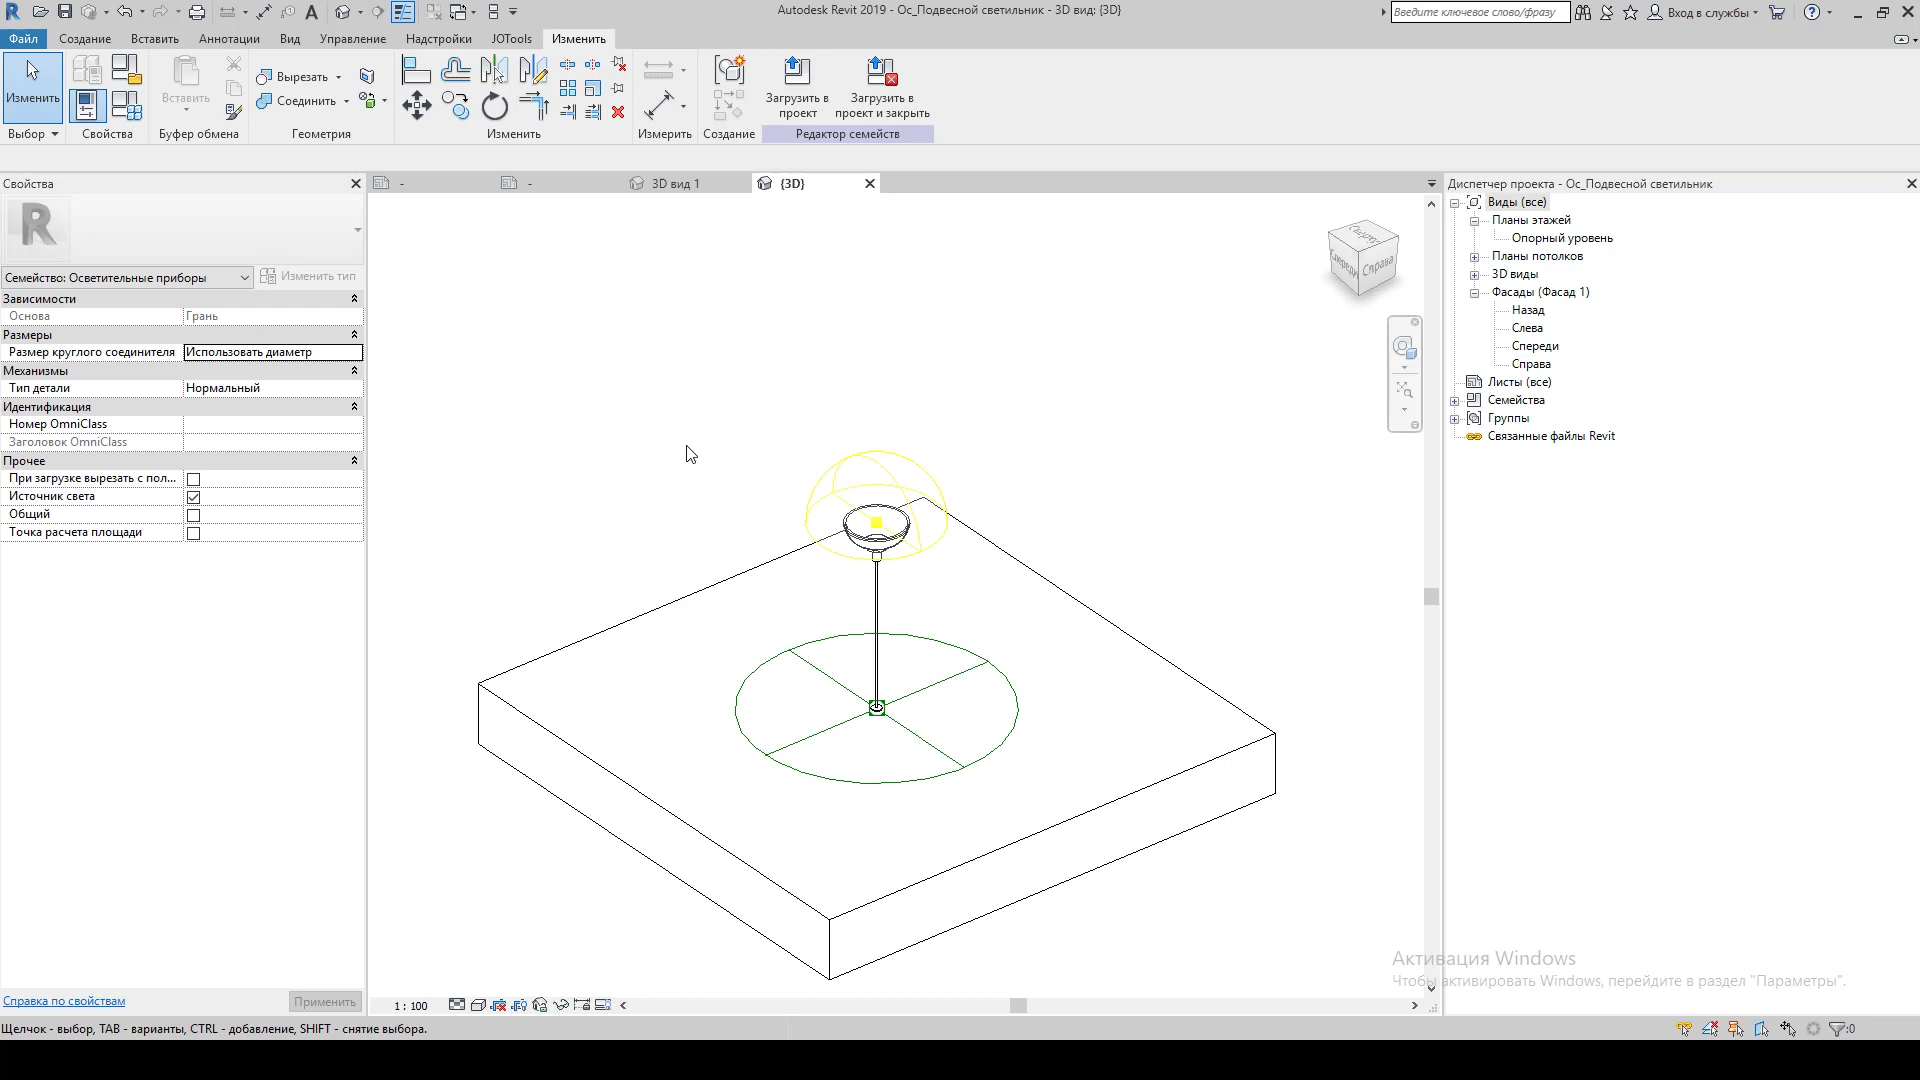 Autodesk Revit 2019 - Ос_Подвесной светильник - 3D вид: {3D}
Введите ключевое слово/фразу
Вход в службы
Файл Создание Вставить Аннотации Вид Управление Надстройки JOTools Изменить
Изменить
Вставить
Вырезать
Соединить
Загрузить в проект
Загрузить в проект и закрыть
Выбор Свойства Буфер обмена Геометрия Изменить Измерить Создание Редактор семейств
Свойства
- - 3D вид 1 {3D}
Диспетчер проекта - Ос_Подвесной светильник
Семейство: Осветительные приборы
Изменить тип
Зависимости
Основа Грань
Размеры
Размер круглого соединителя Использовать диаметр
Механизмы
Тип детали Нормальный
Идентификация
Номер OmniClass
Заголовок OmniClass
Прочее
При загрузке вырезать с пол...
Источник света
Общий
Точка расчета площади
Справка по свойствам
Применить
Сверху
Спереди
Справа
Виды (все)
Планы этажей
Опорный уровень
Планы потолков
3D виды
Фасады (Фасад 1)
Назад
Слева
Спереди
Справа
Листы (все)
Семейства
Группы
Связанные файлы Revit
Активация Windows
Чтобы активировать Windows, перейдите в раздел "Параметры".
1 : 100
Щелчок - выбор, TAB - варианты, CTRL - добавление, SHIFT - снятие выбора.
:0